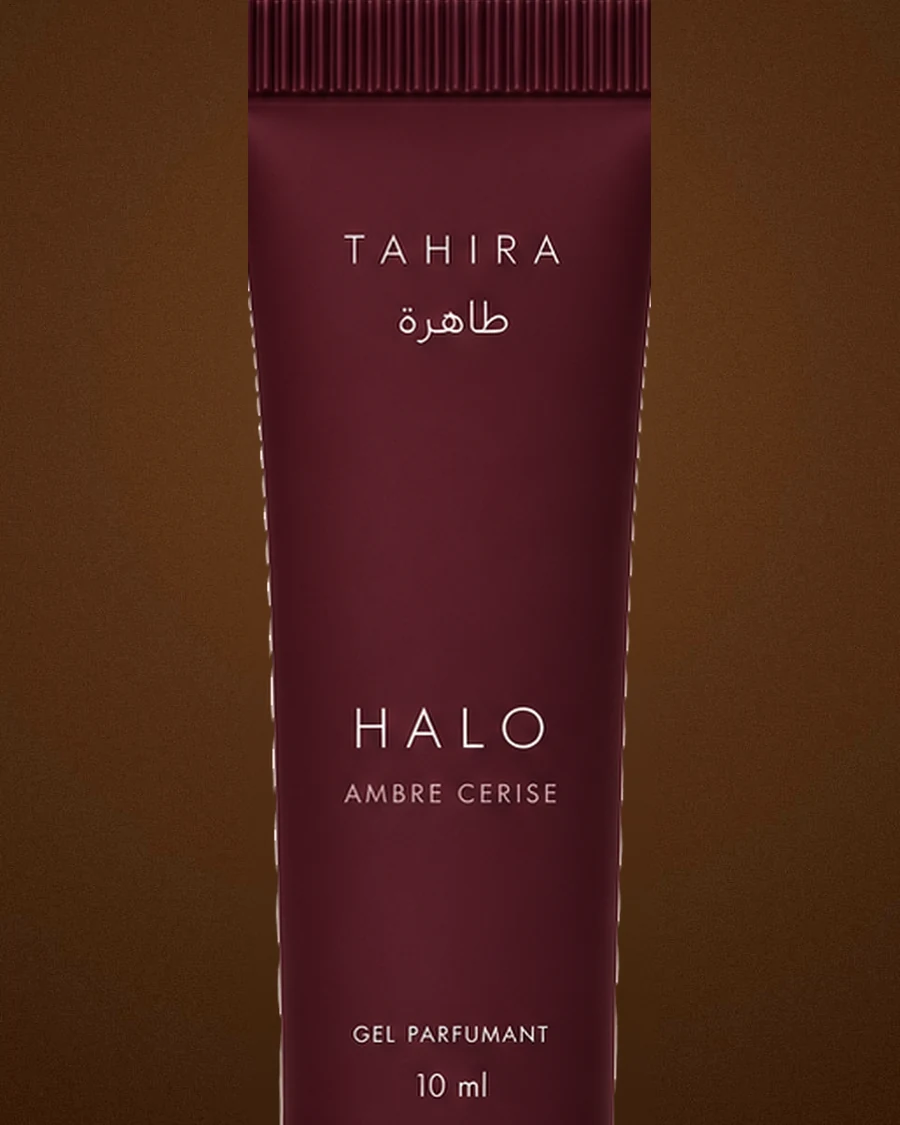 TAHIRA
طاهرة
HALO
AMBRE CERISE
GEL PARFUMANT
10 ml